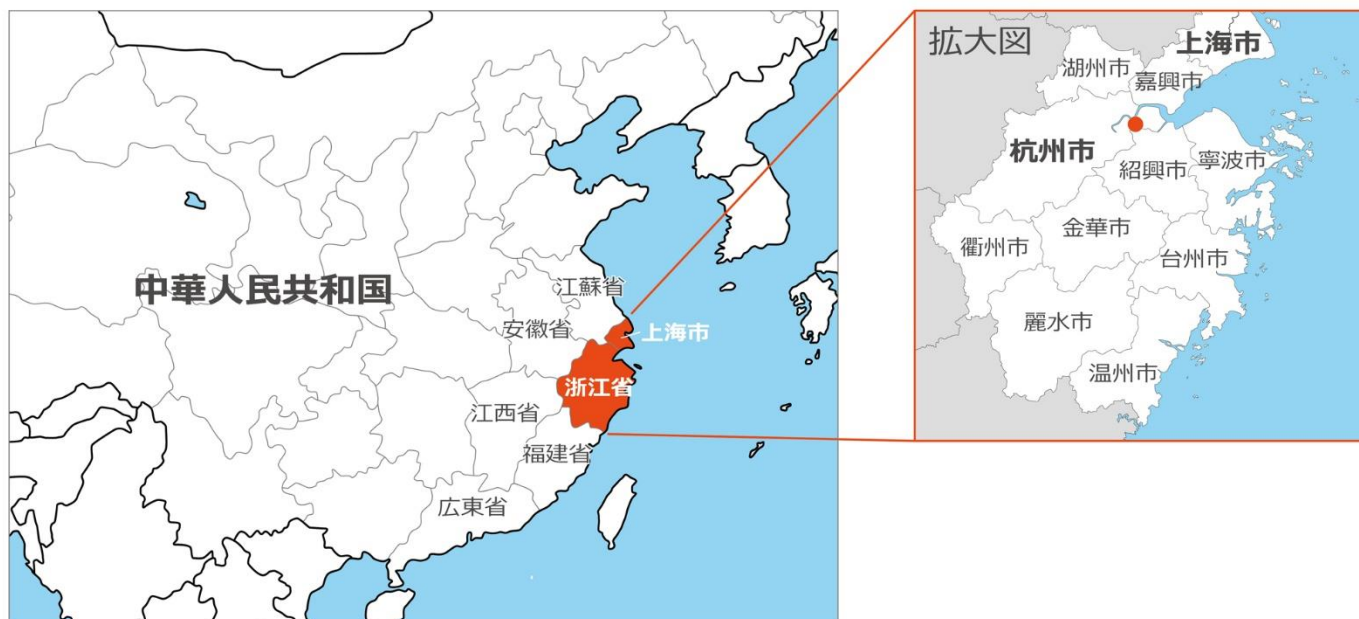 中華人民共和国
江蘇省
安徽省
上海市
浙江省
江西省
福建省
広東省
拡大図
上海市
湖州市
嘉興市
杭州市
紹興市
寧波市
衢州市
金華市
台州市
麗水市
温州市